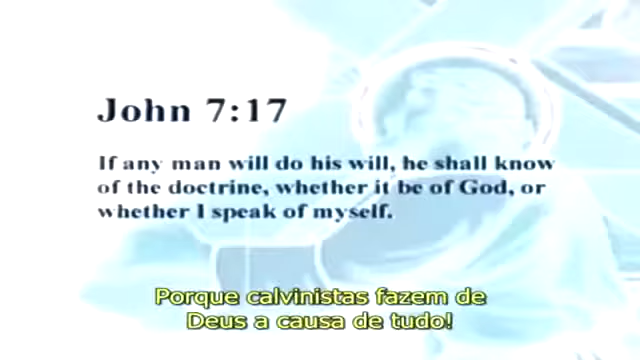 John 7:17
If any man will do his will, he shall know
of the doctrine, whether it be of God, or
whether I speak of myself.
Porque calvinistas fazem de
Deus a causa de tudo!